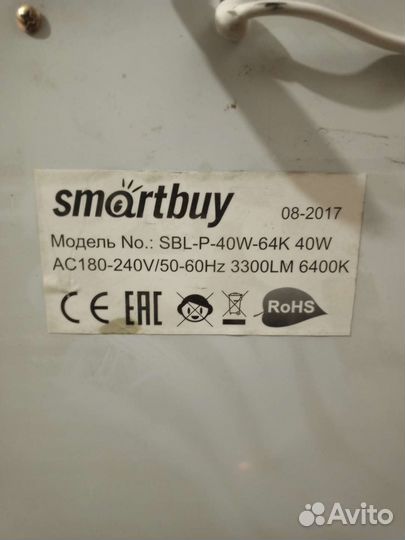 smartbuy
08-2017
Модель No.: SBL-P-40W-64K 40W
AC180-240V/50-60Hz 3300LM 6400K
CE EAC RoHS
Avito